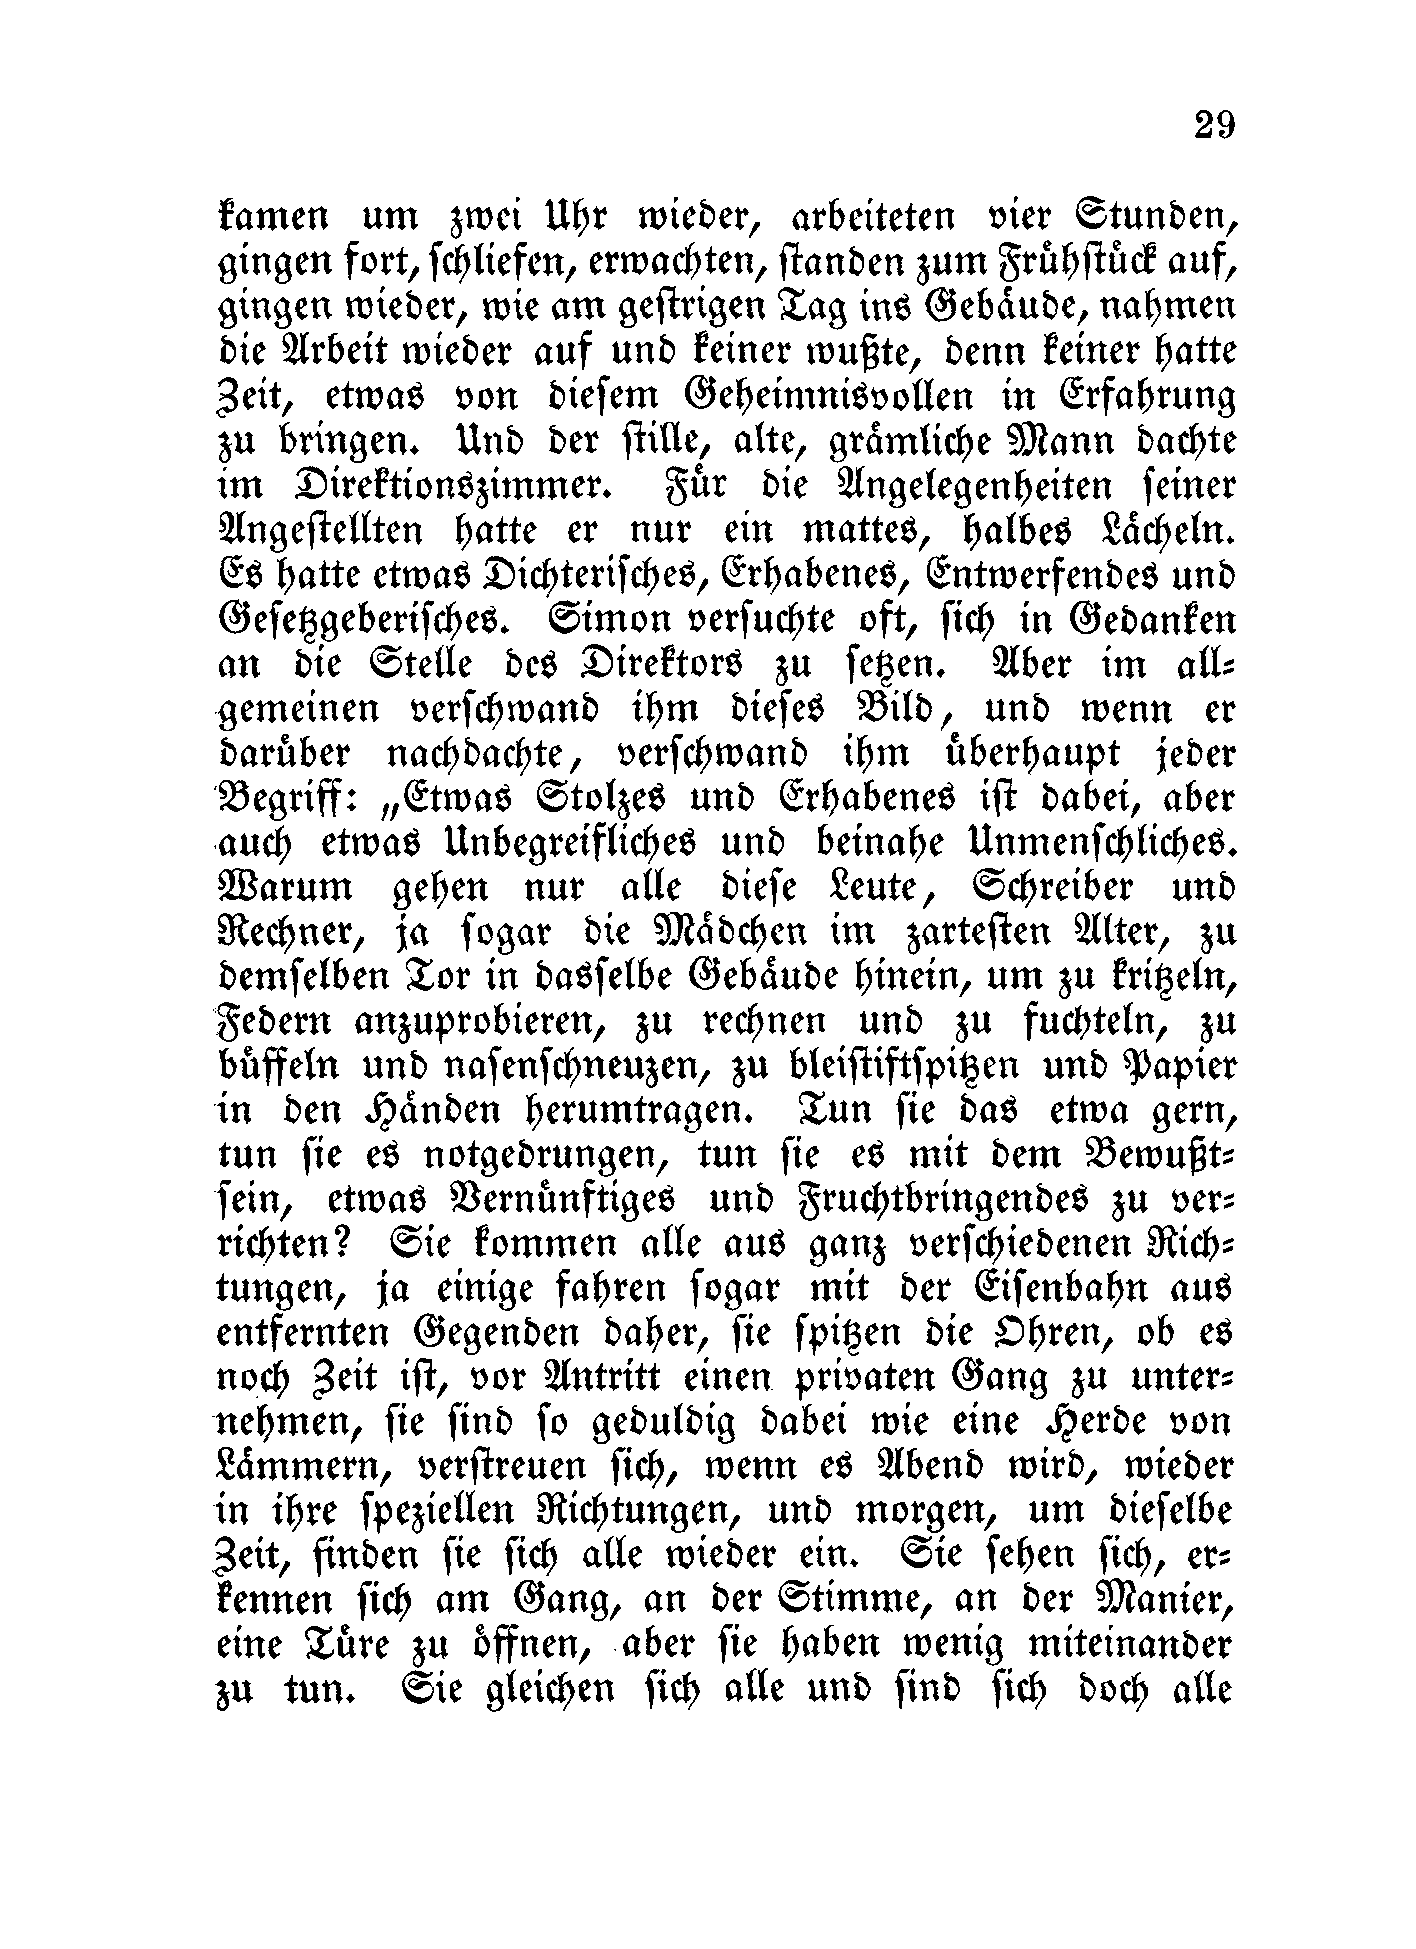 29
kamen um zwei Uhr wieder, arbeiteten vier Stunden,
gingen fort, ſchliefen, erwachten, ſtanden zum Frühſtück auf,
gingen wieder, wie am geſtrigen Tag ins Gebäude, nahmen
die Arbeit wieder auf und keiner wußte, denn keiner hatte
Zeit, etwas von dieſem Geheimnisvollen in Erfahrung
zu bringen. Und der ſtille, alte, grämliche Mann dachte
im Direktionszimmer. Für die Angelegenheiten ſeiner
Angeſtellten hatte er nur ein mattes, halbes Lächeln.
Es hatte etwas Dichteriſches, Erhabenes, Entwerfendes und
Geſetzgeberiſches. Simon verſuchte oft, ſich in Gedanken
an die Stelle des Direktors zu ſetzen. Aber im all⸗
gemeinen verſchwand ihm dieſes Bild, und wenn er
darüber nachdachte, verſchwand ihm überhaupt jeder
Begriff: „Etwas Stolzes und Erhabenes iſt dabei, aber
auch etwas Unbegreifliches und beinahe Unmenſchliches.
Warum gehen nur alle dieſe Leute, Schreiber und
Rechner, ja ſogar die Mädchen im zarteſten Alter, zu
demſelben Tor in dasſelbe Gebäude hinein, um zu kritzeln,
Federn anzuprobieren, zu rechnen und zu fuchteln, zu
büffeln und naſenſchneuzen, zu bleiſtiftſpitzen und Papier
in den Händen herumtragen. Tun ſie das etwa gern,
tun ſie es notgedrungen, tun ſie es mit dem Bewußt⸗
ſein, etwas Vernünftiges und Fruchtbringendes zu ver⸗
richten? Sie kommen alle aus ganz verſchiedenen Rich⸗
tungen, ja einige fahren ſogar mit der Eiſenbahn aus
entfernten Gegenden daher, ſie ſpitzen die Ohren, ob es
noch Zeit iſt, vor Antritt einen privaten Gang zu unter⸗
nehmen, ſie ſind ſo geduldig dabei wie eine Herde von
Lämmern, verſtreuen ſich, wenn es Abend wird, wieder
in ihre ſpeziellen Richtungen, und morgen, um dieſelbe
Zeit, finden ſie ſich alle wieder ein. Sie ſehen ſich, er⸗
kennen ſich am Gang, an der Stimme, an der Manier,
eine Türe zu öffnen, aber ſie haben wenig miteinander
zu tun. Sie gleichen ſich alle und ſind ſich doch alle